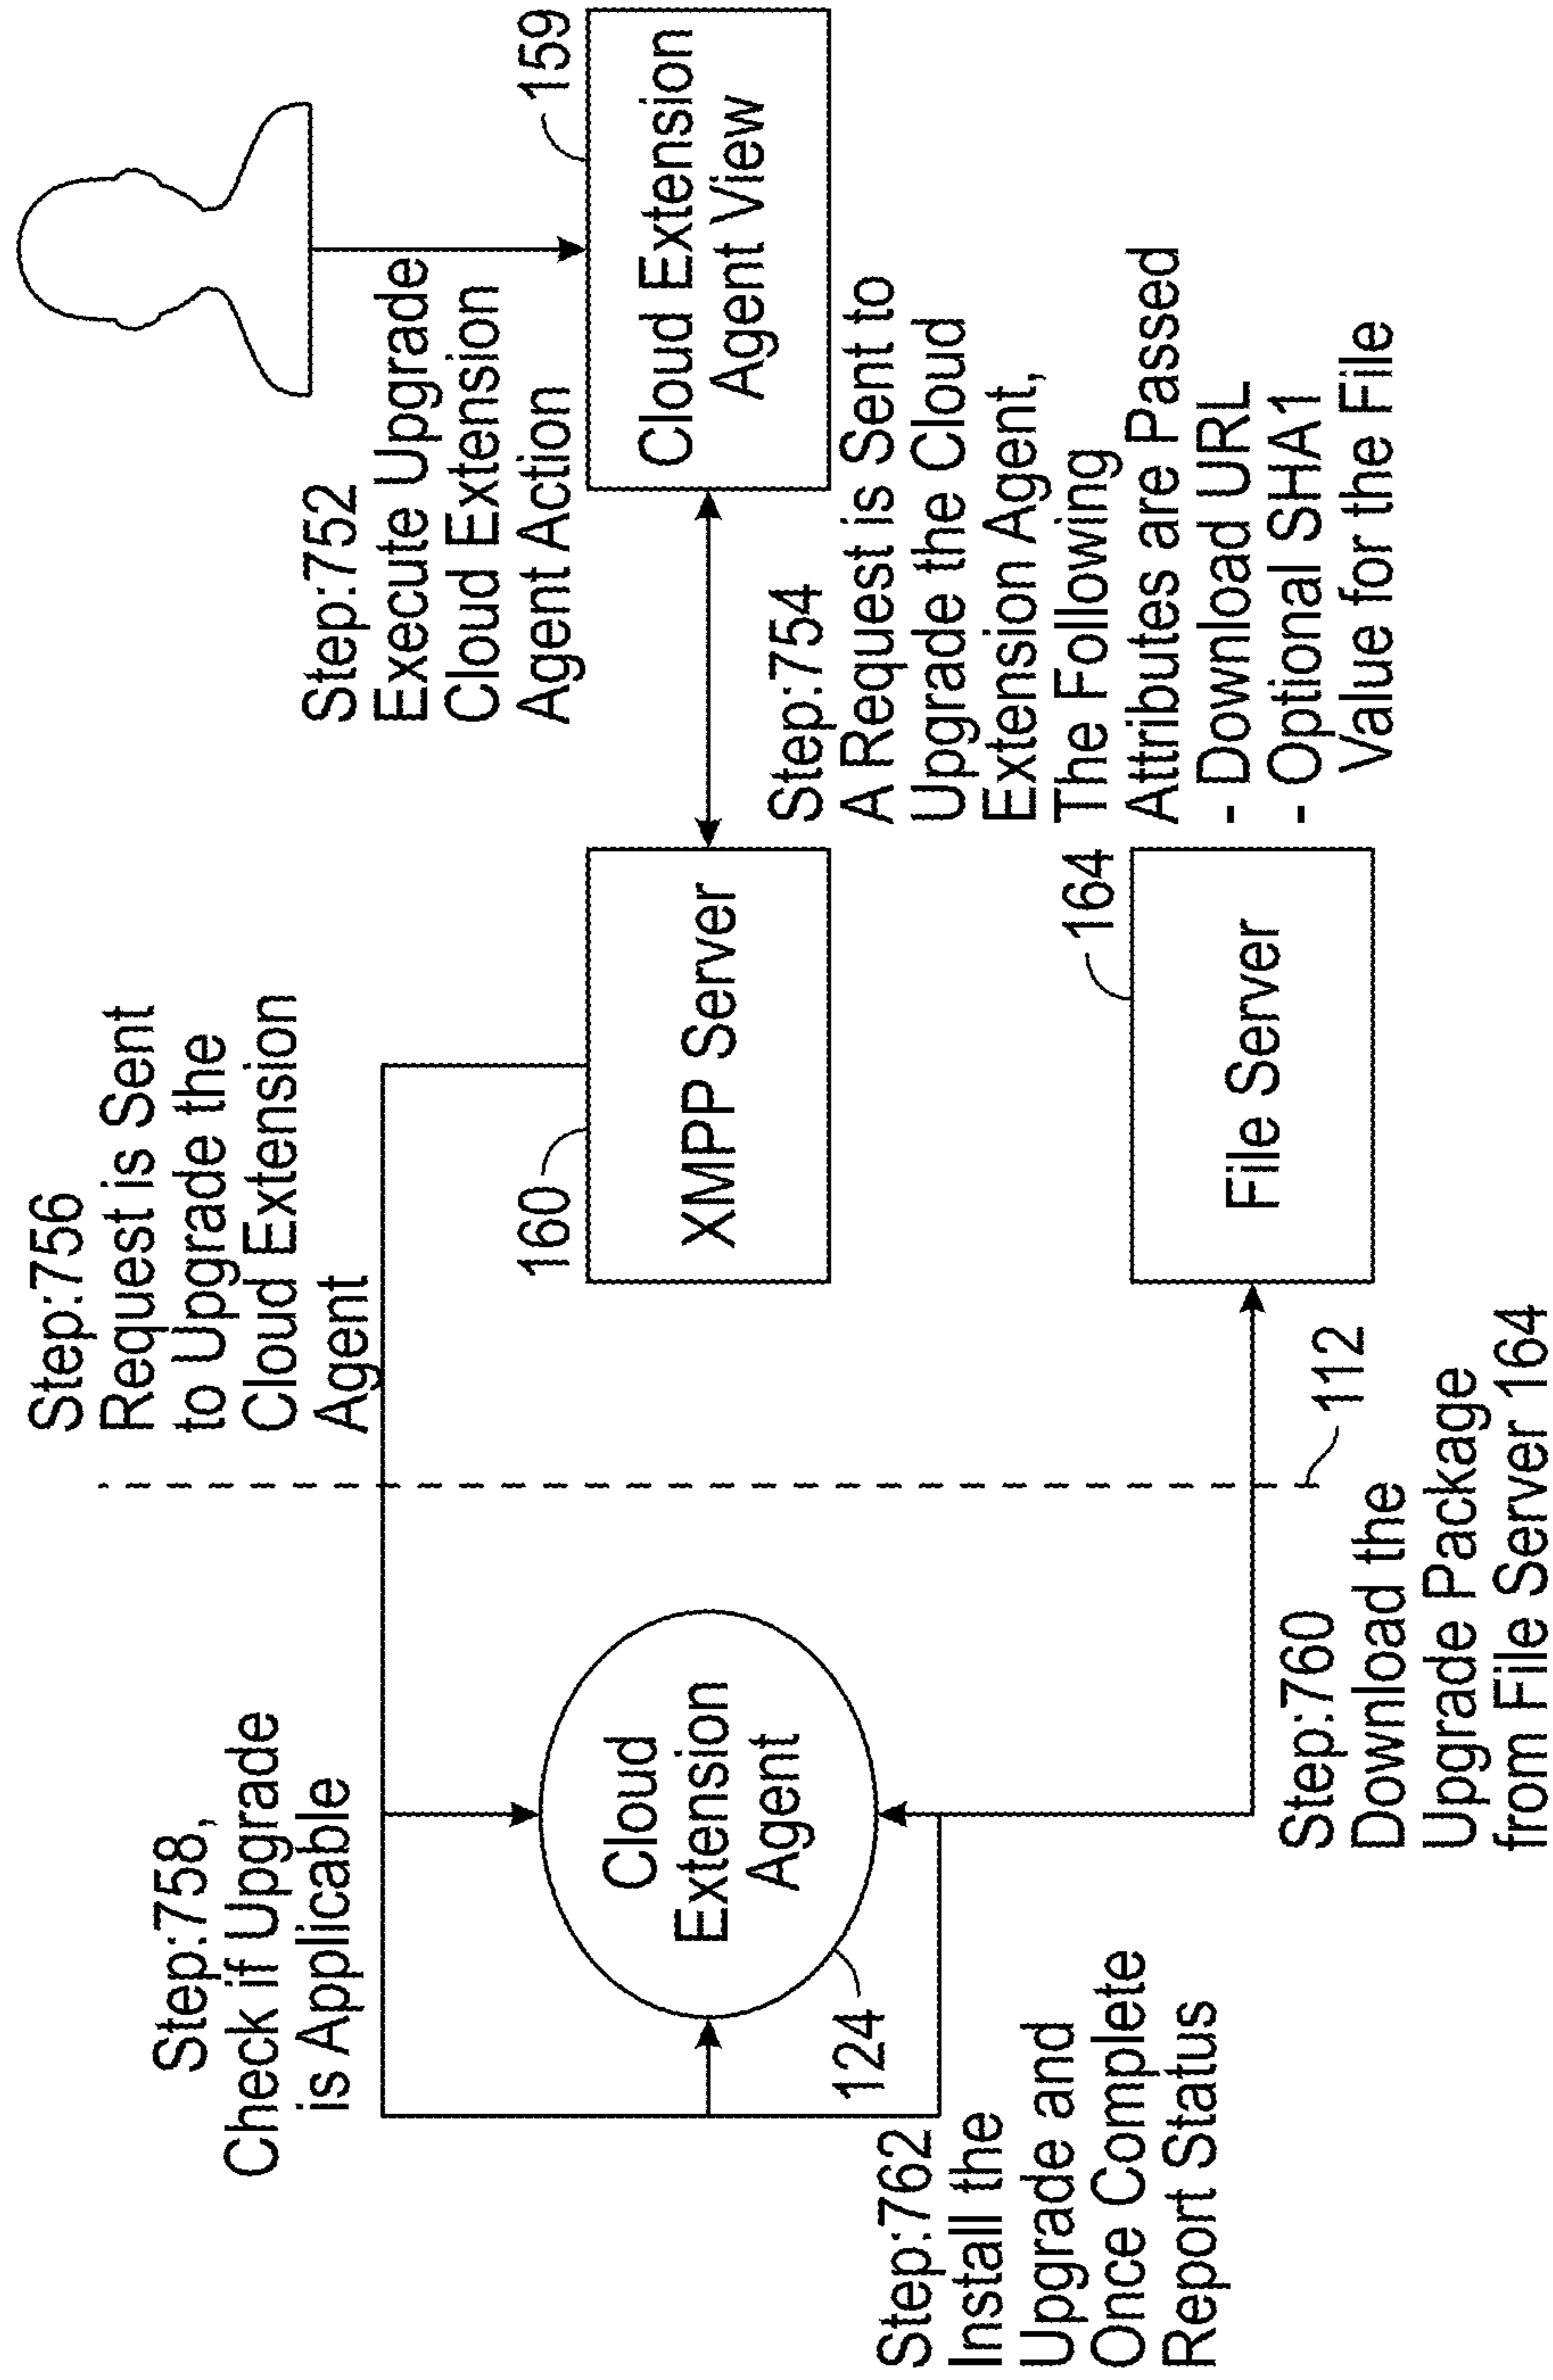 Step:758,
Check if Upgrade
is Applicable
Step:756
Request is Sent
to Upgrade the
Cloud Extension
Agent
Step:752
Execute Upgrade
Cloud Extension
Agent Action
159
Cloud Extension
Agent View
160
XMPP Server
Cloud
Extension
Agent
124
Step:754
A Request is Sent to
Upgrade the Cloud
Extension Agent,
The Following
Attributes are Passed
- Download URL
- Optional SHA1
Value for the File
164
File Server
112
Step:762
Install the
Upgrade and
Once Complete
Report Status
Step:760
Download the
Upgrade Package
from File Server 164